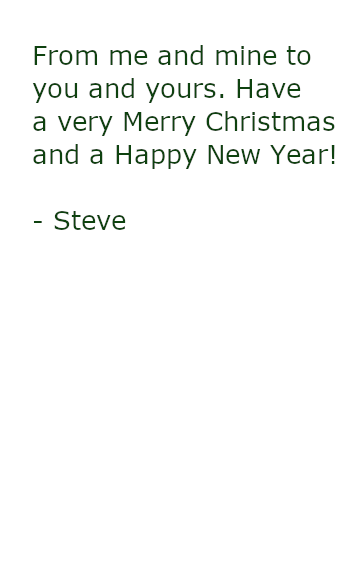 From me and mine to
you and yours. Have
a very Merry Christmas
and a Happy New Year!
- Steve